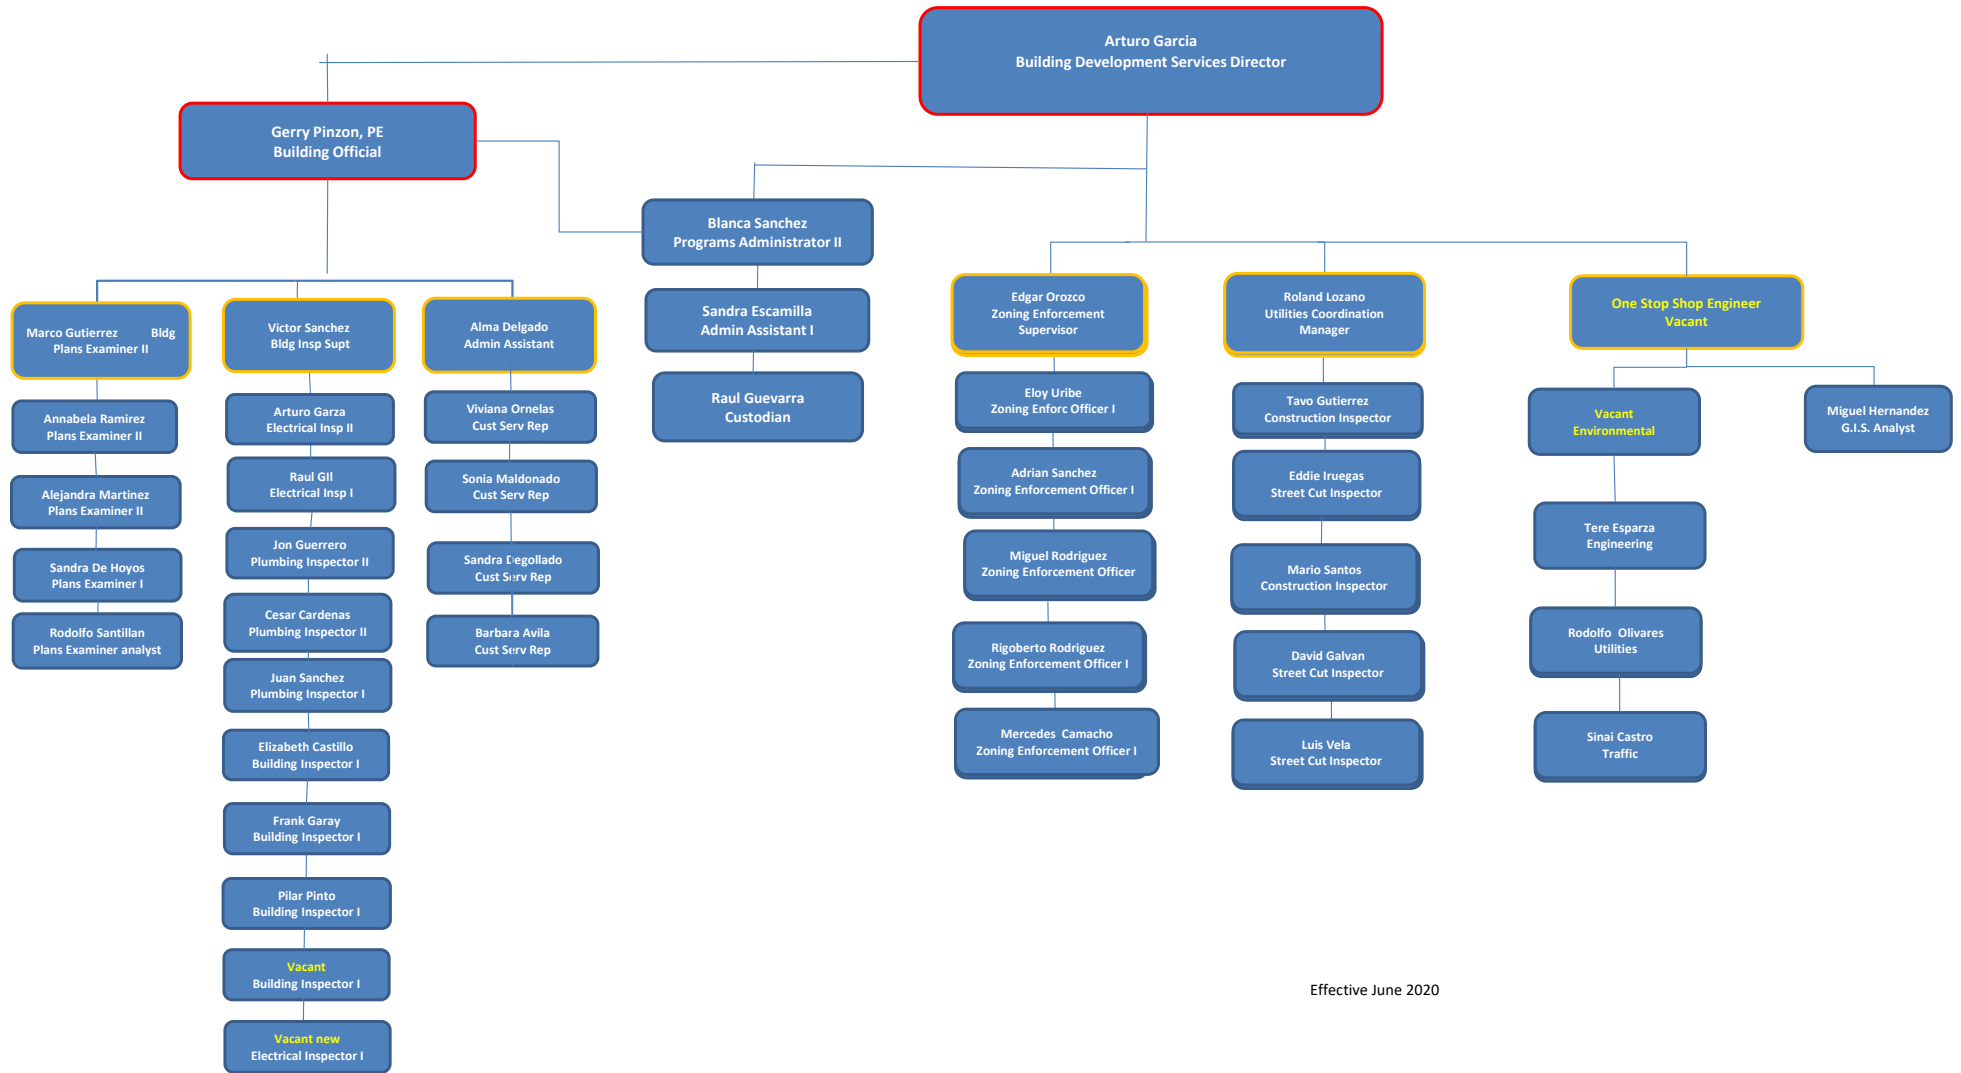 Arturo Garcia
Building Development Services Director
Gerry Pinzon, PE
Building Official
Blanca Sanchez
Programs Administrator II
Sandra Escamilla
Admin Assistant I
Raul Guevarra
Custodian
Marco Gutierrez Bldg
Plans Examiner II
Annabela Ramirez
Plans Examiner II
Alejandra Martinez
Plans Examiner II
Sandra De Hoyos
Plans Examiner I
Rodolfo Santillan
Plans Examiner analyst
Victor Sanchez
Bldg Insp Supt
Arturo Garza
Electrical Insp II
Raul GIl
Electrical Insp I
Jon Guerrero
Plumbing Inspector II
Cesar Cardenas
Plumbing Inspector II
Juan Sanchez
Plumbing Inspector I
Elizabeth Castillo
Building Inspector I
Frank Garay
Building Inspector I
Pilar Pinto
Building Inspector I
Vacant
Building Inspector I
Vacant new
Electrical Inspector I
Alma Delgado
Admin Assistant
Viviana Ornelas
Cust Serv Rep
Sonia Maldonado
Cust Serv Rep
Sandra Degollado
Cust Serv Rep
Barbara Avila
Cust Serv Rep
Edgar Orozco
Zoning Enforcement
Supervisor
Eloy Uribe
Zoning Enforc Officer I
Adrian Sanchez
Zoning Enforcement Officer I
Miguel Rodriguez
Zoning Enforcement Officer
Rigoberto Rodriguez
Zoning Enforcement Officer I
Mercedes Camacho
Zoning Enforcement Officer I
Roland Lozano
Utilities Coordination
Manager
Tavo Gutierrez
Construction Inspector
Eddie Iruegas
Street Cut Inspector
Mario Santos
Construction Inspector
David Galvan
Street Cut Inspector
Luis Vela
Street Cut Inspector
One Stop Shop Engineer
Vacant
Vacant
Environmental
Tere Esparza
Engineering
Rodolfo Olivares
Utilities
Sinai Castro
Traffic
Miguel Hernandez
G.I.S. Analyst
Effective June 2020